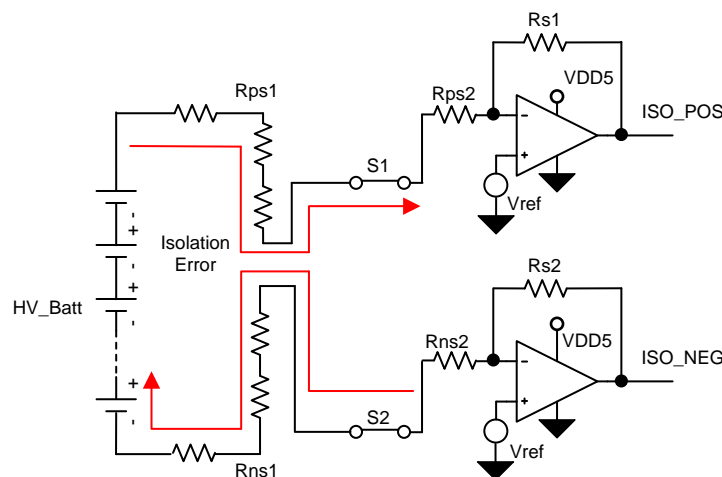 Rs1
Rps1
Rps2
VDD5
ISO_POS
-
+
S1
Vref
-
+
-
+
-
Isolation
Error
HV_Batt
+
-
Rs2
Rns2
VDD5
ISO_NEG
-
+
+
-
S2
Vref
Rns1